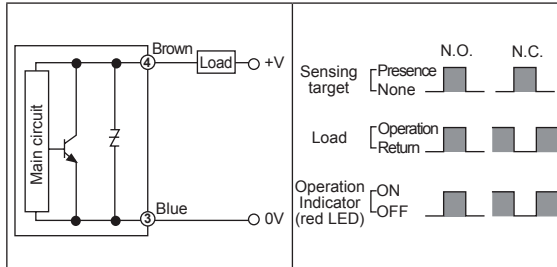 Brown
4
Load
+V
Main circuit
Blue
3
0V
N.O.
N.C.
Sensing target
Presence
None
Load
Operation
Return
Operation Indicator (red LED)
ON
OFF